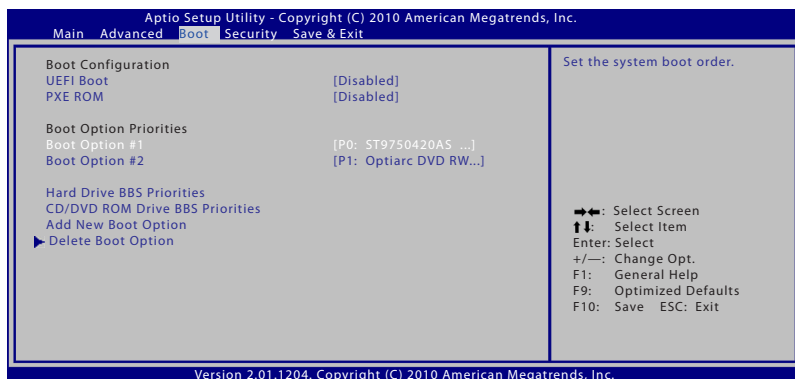 Aptio Setup Utility - Copyright (C) 2010 American Megatrends, Inc.
Main Advanced Boot Security Save & Exit
Boot Configuration
UEFI Boot [Disabled]
PXE ROM [Disabled]
Boot Option Priorities
Boot Option #1 [P0: ST9750420AS ...]
Boot Option #2 [P1: Optiarc DVD RW...]
Hard Drive BBS Priorities
CD/DVD ROM Drive BBS Priorities
Add New Boot Option
Delete Boot Option
Set the system boot order.
→←: Select Screen
↑↓: Select Item
Enter: Select
+/—: Change Opt.
F1: General Help
F9: Optimized Defaults
F10: Save ESC: Exit
Version 2.01.1204. Copyright (C) 2010 American Megatrends, Inc.